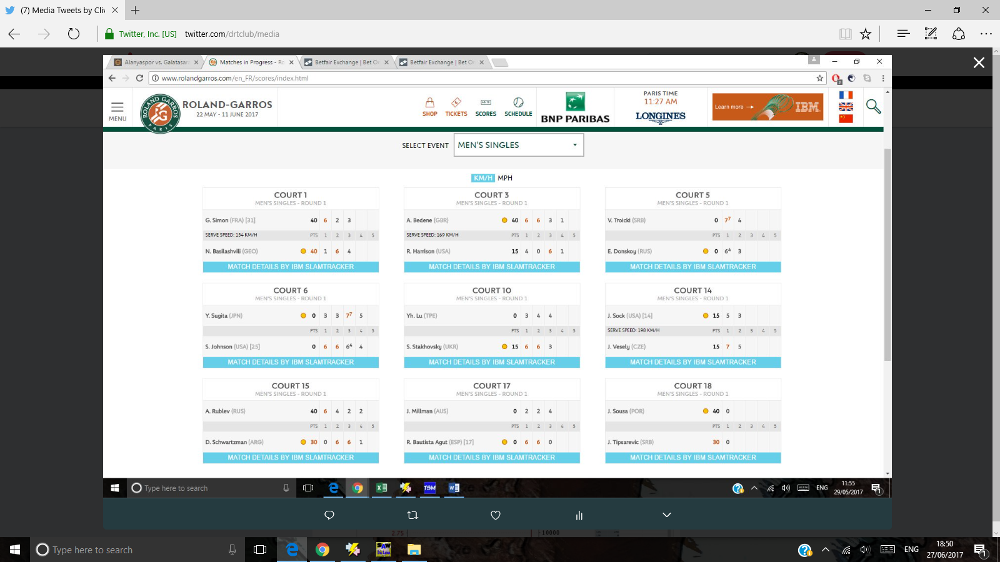 (7) Media Tweets by Cliv
Twitter, Inc. [US] twitter.com/drtclub/media
Alanyaspor vs. Galatasara
Matches in Progress - Ro
Betfair Exchange | Bet On
Betfair Exchange | Bet On
www.rolandgarros.com/en_FR/scores/index.html
MENU
ROLAND GARROS
PARIS
ROLAND-GARROS
22 MAY - 11 JUNE 2017
SHOP TICKETS SCORES SCHEDULE
BNP PARIBAS
PARIS TIME
11:27 AM
LONGINES
Learn more → IBM
SELECT EVENT MEN'S SINGLES
KM/H MPH
COURT 1
MEN'S SINGLES - ROUND 1
G. Simon (FRA) [31] 40 6 2 3
SERVE SPEED: 154 KM/H PTS 1 2 3 4 5
N. Basilashvili (GEO) 40 1 6 4
MATCH DETAILS BY IBM SLAMTRACKER
COURT 3
MEN'S SINGLES - ROUND 1
A. Bedene (GBR) 40 6 6 3 1
SERVE SPEED: 169 KM/H PTS 1 2 3 4 5
R. Harrison (USA) 15 4 0 6 1
MATCH DETAILS BY IBM SLAMTRACKER
COURT 5
MEN'S SINGLES - ROUND 1
V. Troicki (SRB) 0 7⁷ 4
PTS 1 2 3 4 5
E. Donskoy (RUS) 0 6⁴ 3
MATCH DETAILS BY IBM SLAMTRACKER
COURT 6
MEN'S SINGLES - ROUND 1
Y. Sugita (JPN) 0 3 3 7⁷ 5
PTS 1 2 3 4 5
S. Johnson (USA) [25] 0 6 6 6⁴ 4
MATCH DETAILS BY IBM SLAMTRACKER
COURT 10
MEN'S SINGLES - ROUND 1
Yh. Lu (TPE) 0 3 4 4
PTS 1 2 3 4 5
S. Stakhovsky (UKR) 15 6 6 3
MATCH DETAILS BY IBM SLAMTRACKER
COURT 14
MEN'S SINGLES - ROUND 1
J. Sock (USA) [14] 15 5 3
SERVE SPEED: 198 KM/H PTS 1 2 3 4 5
J. Vesely (CZE) 15 7 5
MATCH DETAILS BY IBM SLAMTRACKER
COURT 15
MEN'S SINGLES - ROUND 1
A. Rublev (RUS) 40 6 4 2 2
PTS 1 2 3 4 5
D. Schwartzman (ARG) 30 0 6 6 1
MATCH DETAILS BY IBM SLAMTRACKER
COURT 17
MEN'S SINGLES - ROUND 1
J. Millman (AUS) 0 2 2 4
PTS 1 2 3 4 5
R. Bautista Agut (ESP) [17] 0 6 6 0
MATCH DETAILS BY IBM SLAMTRACKER
COURT 18
MEN'S SINGLES - ROUND 1
J. Sousa (POR) 40 0
PTS 1 2 3 4 5
J. Tipsarevic (SRB) 30 0
MATCH DETAILS BY IBM SLAMTRACKER
Type here to search
TSM
ENG
11:55
29/05/2017
1
2.75
10000
Type here to search
ENG
18:50
27/06/2017
1